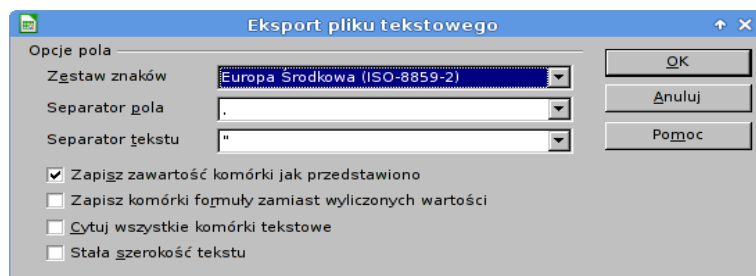 Eksport pliku tekstowego
Opcje pola
Zestaw znaków
Europa Środkowa (ISO-8859-2)
Separator pola
.
Separator tekstu
"
Zapisz zawartość komórki jak przedstawiono
Zapisz komórki formuły zamiast wyliczonych wartości
Cytuj wszystkie komórki tekstowe
Stała szerokość tekstu
OK
Anuluj
Pomoc